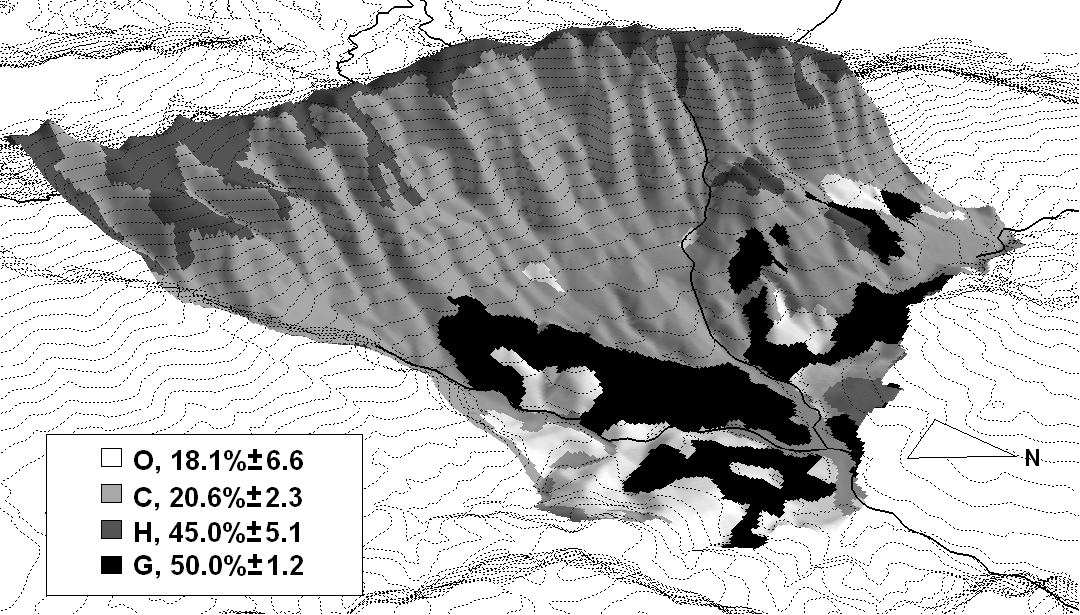 O, 18.1%±6.6
C, 20.6%±2.3
H, 45.0%±5.1
G, 50.0%±1.2
N